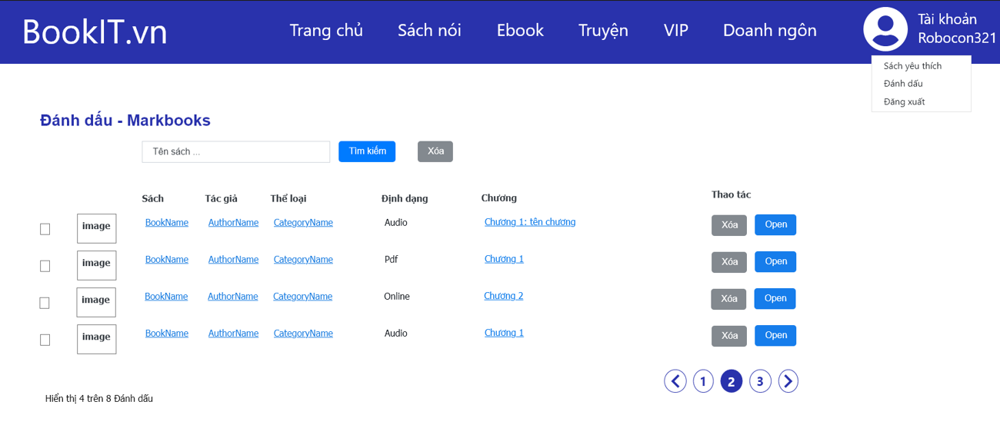 BookIT.vn
Trang chủ Sách nói Ebook Truyện VIP Doanh ngôn
Tài khoản
Robocon321
Sách yêu thích
Đánh dấu
Đăng xuất
Đánh dấu - Markbooks
Tên sách ... Tìm kiếm Xóa
Sách Tác giả Thể loại Định dạng Chương Thao tác
image BookName AuthorName CategoryName Audio Chương 1: tên chương Xóa Open
image BookName AuthorName CategoryName Pdf Chương 1 Xóa Open
image BookName AuthorName CategoryName Online Chương 2 Xóa Open
image BookName AuthorName CategoryName Audio Chương 1 Xóa Open
1 2 3
Hiển thị 4 trên 8 Đánh dấu